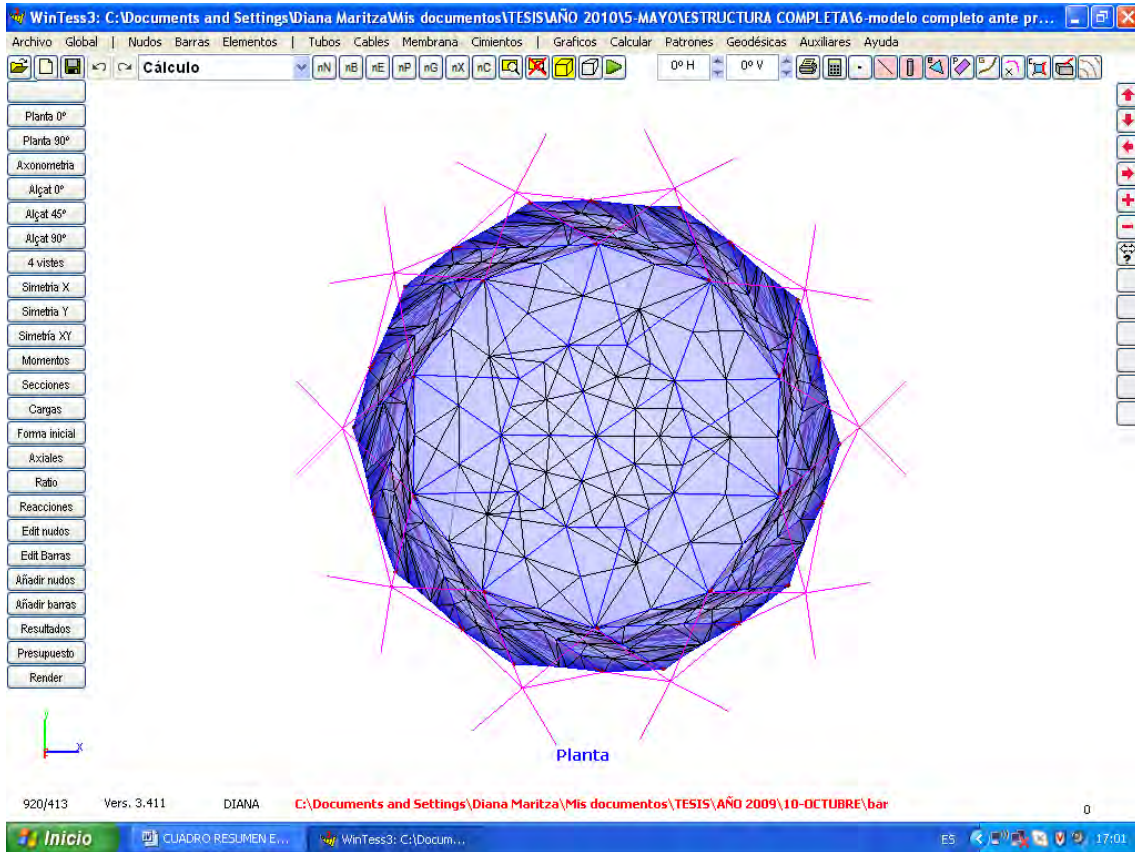 WinTess3: C:\Documents and Settings\Diana Maritza\Mis documentos\TESIS\AÑO 2010\5-MAYO\ESTRUCTURA COMPLETA\6-modelo completo ante pr...
Archivo Global | Nudos Barras Elementos | Tubos Cables Membrana Cimientos | Graficos Calcular Patrones Geodésicas Auxiliares Ayuda
Cálculo nN nB nE nP nG nX nC 0º H 0º V
Planta 0º
Planta 90º
Axonometria
Alçat 0º
Alçat 45º
Alçat 90º
4 vistes
Simetria X
Simetria Y
Simetría XY
Momentos
Secciones
Cargas
Forma inicial
Axiales
Ratio
Reacciones
Edit nudos
Edit Barras
Añadir nudos
Añadir barras
Resultados
Presupuesto
Render
y
x
Planta
920/413 Vers. 3.411 DIANA C:\Documents and Settings\Diana Maritza\Mis documentos\TESIS\AÑO 2009\10-OCTUBRE\bar 0
Inicio CUADRO RESUMEN E... WinTess3: C:\Docum... ES 17:01